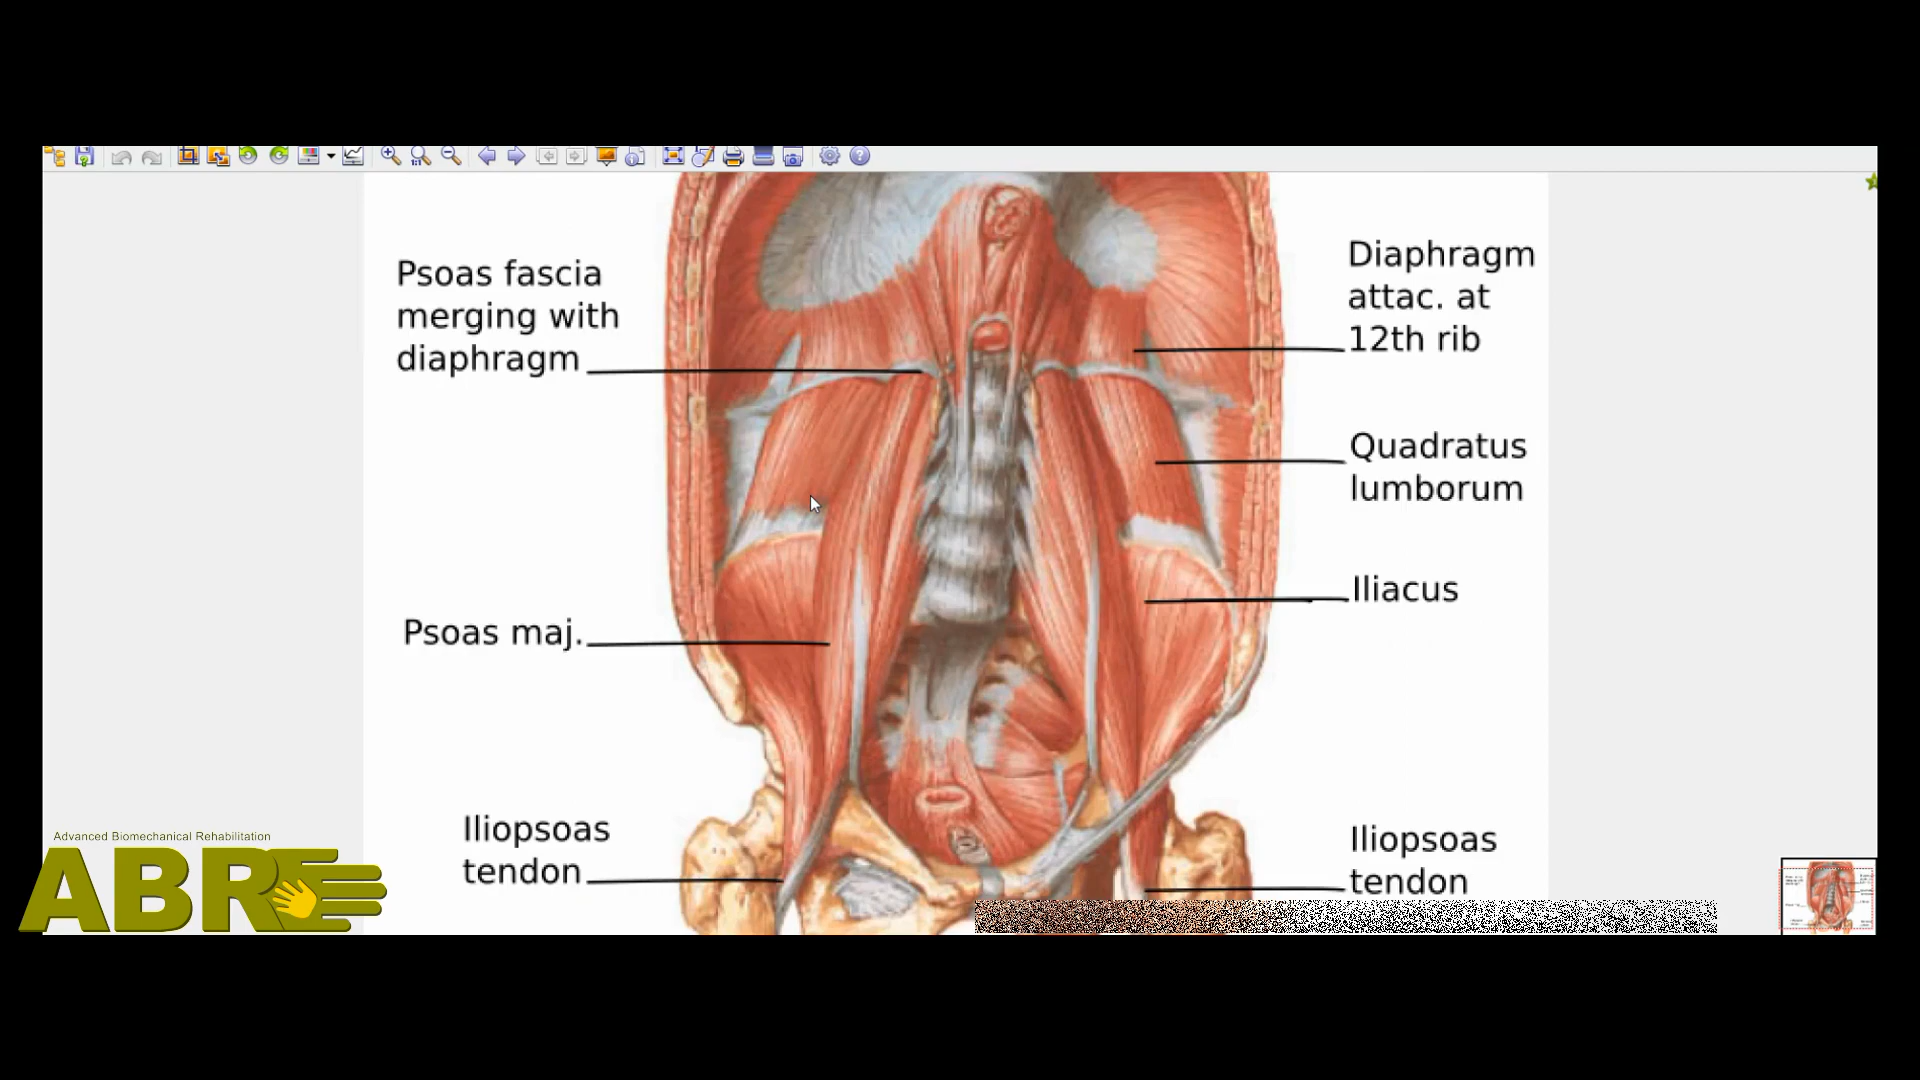 Psoas fascia
merging with
diaphragm
Psoas maj.
Iliopsoas
tendon
Diaphragm
attac. at
12th rib
Quadratus
lumborum
Iliacus
Iliopsoas
tendon
Advanced Biomechanical Rehabilitation
ABR